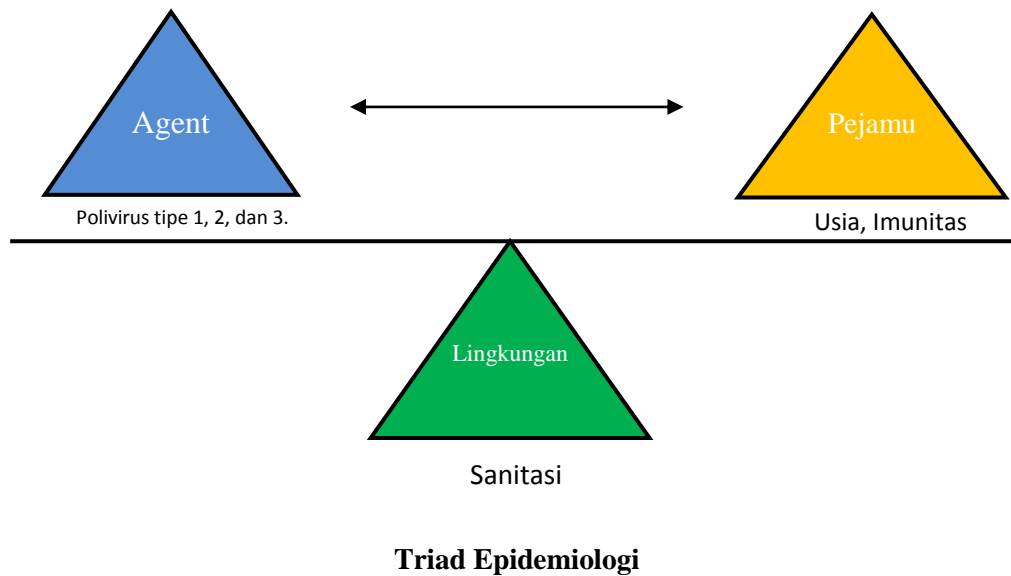 Agent
Pejamu
Polivirus tipe 1, 2, dan 3.
Usia, Imunitas
Lingkungan
Sanitasi
Triad Epidemiologi